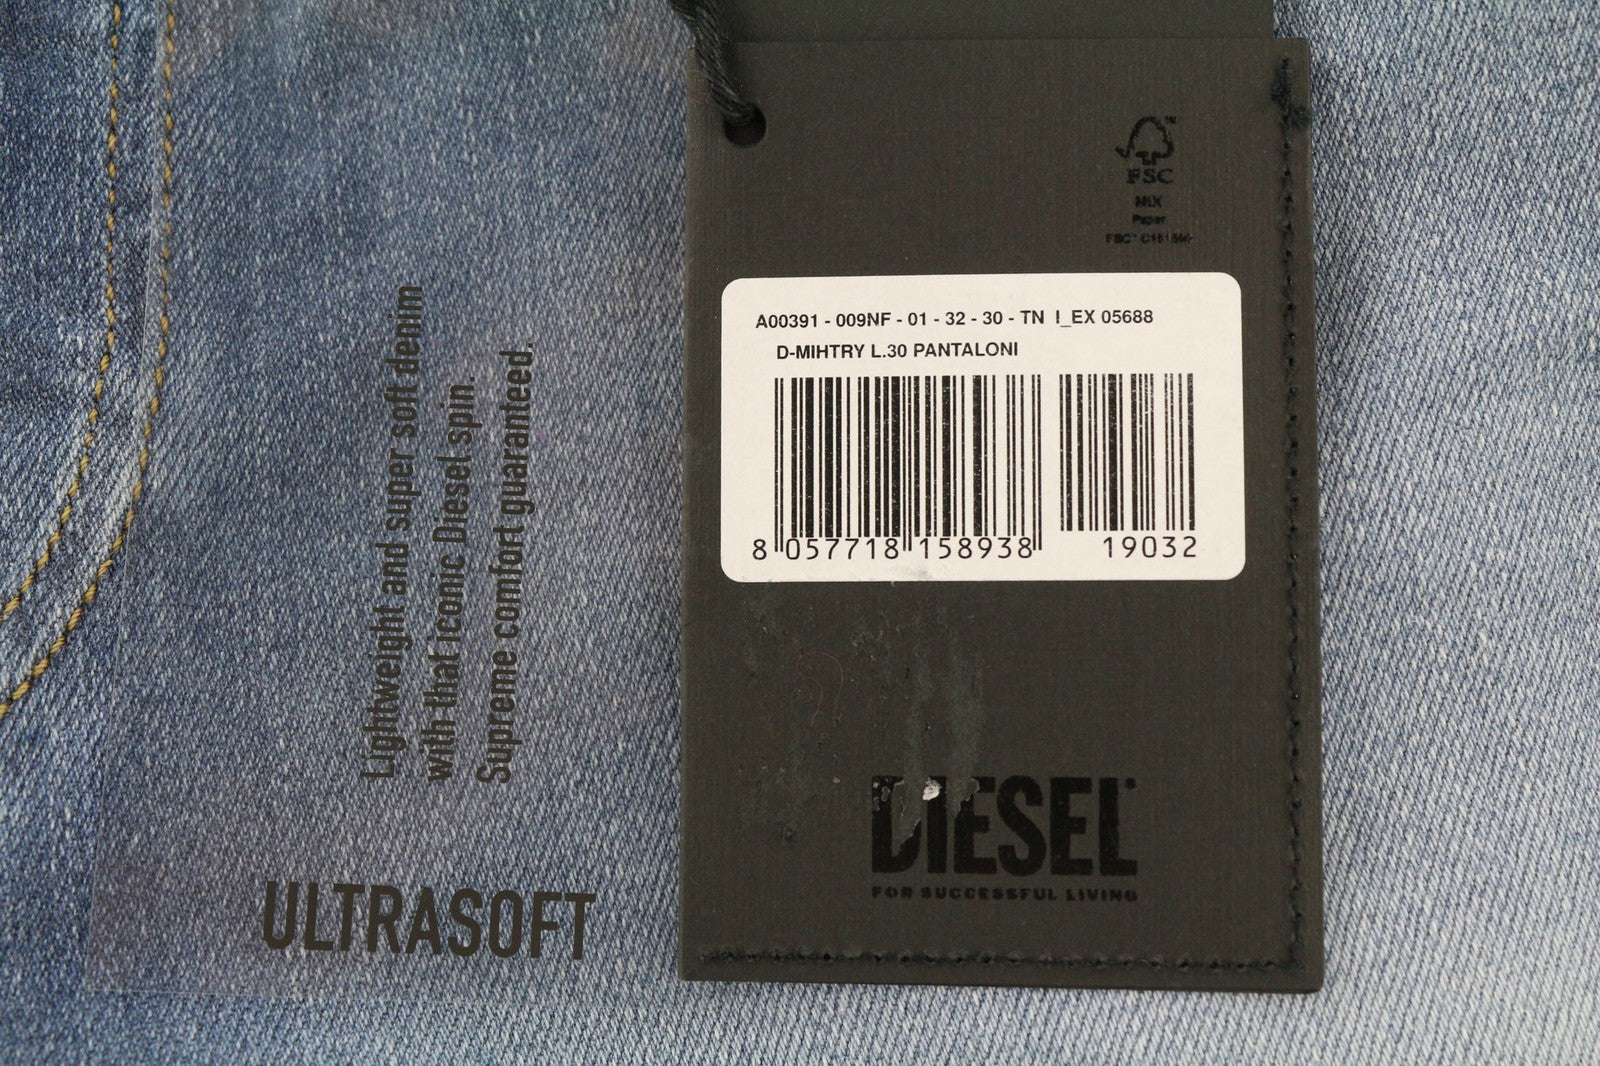 Lightweight and super soft denim
with that iconic Diesel spin.
Supreme comfort guaranteed.
ULTRASOFT
FSC
MIX
Paper
A00391 - 009NF - 01 - 32 - 30 - TN I_EX 05688
D-MIHTRY L.30 PANTALONI
8 057718 158938 19032
DIESEL
FOR SUCCESSFUL LIVING